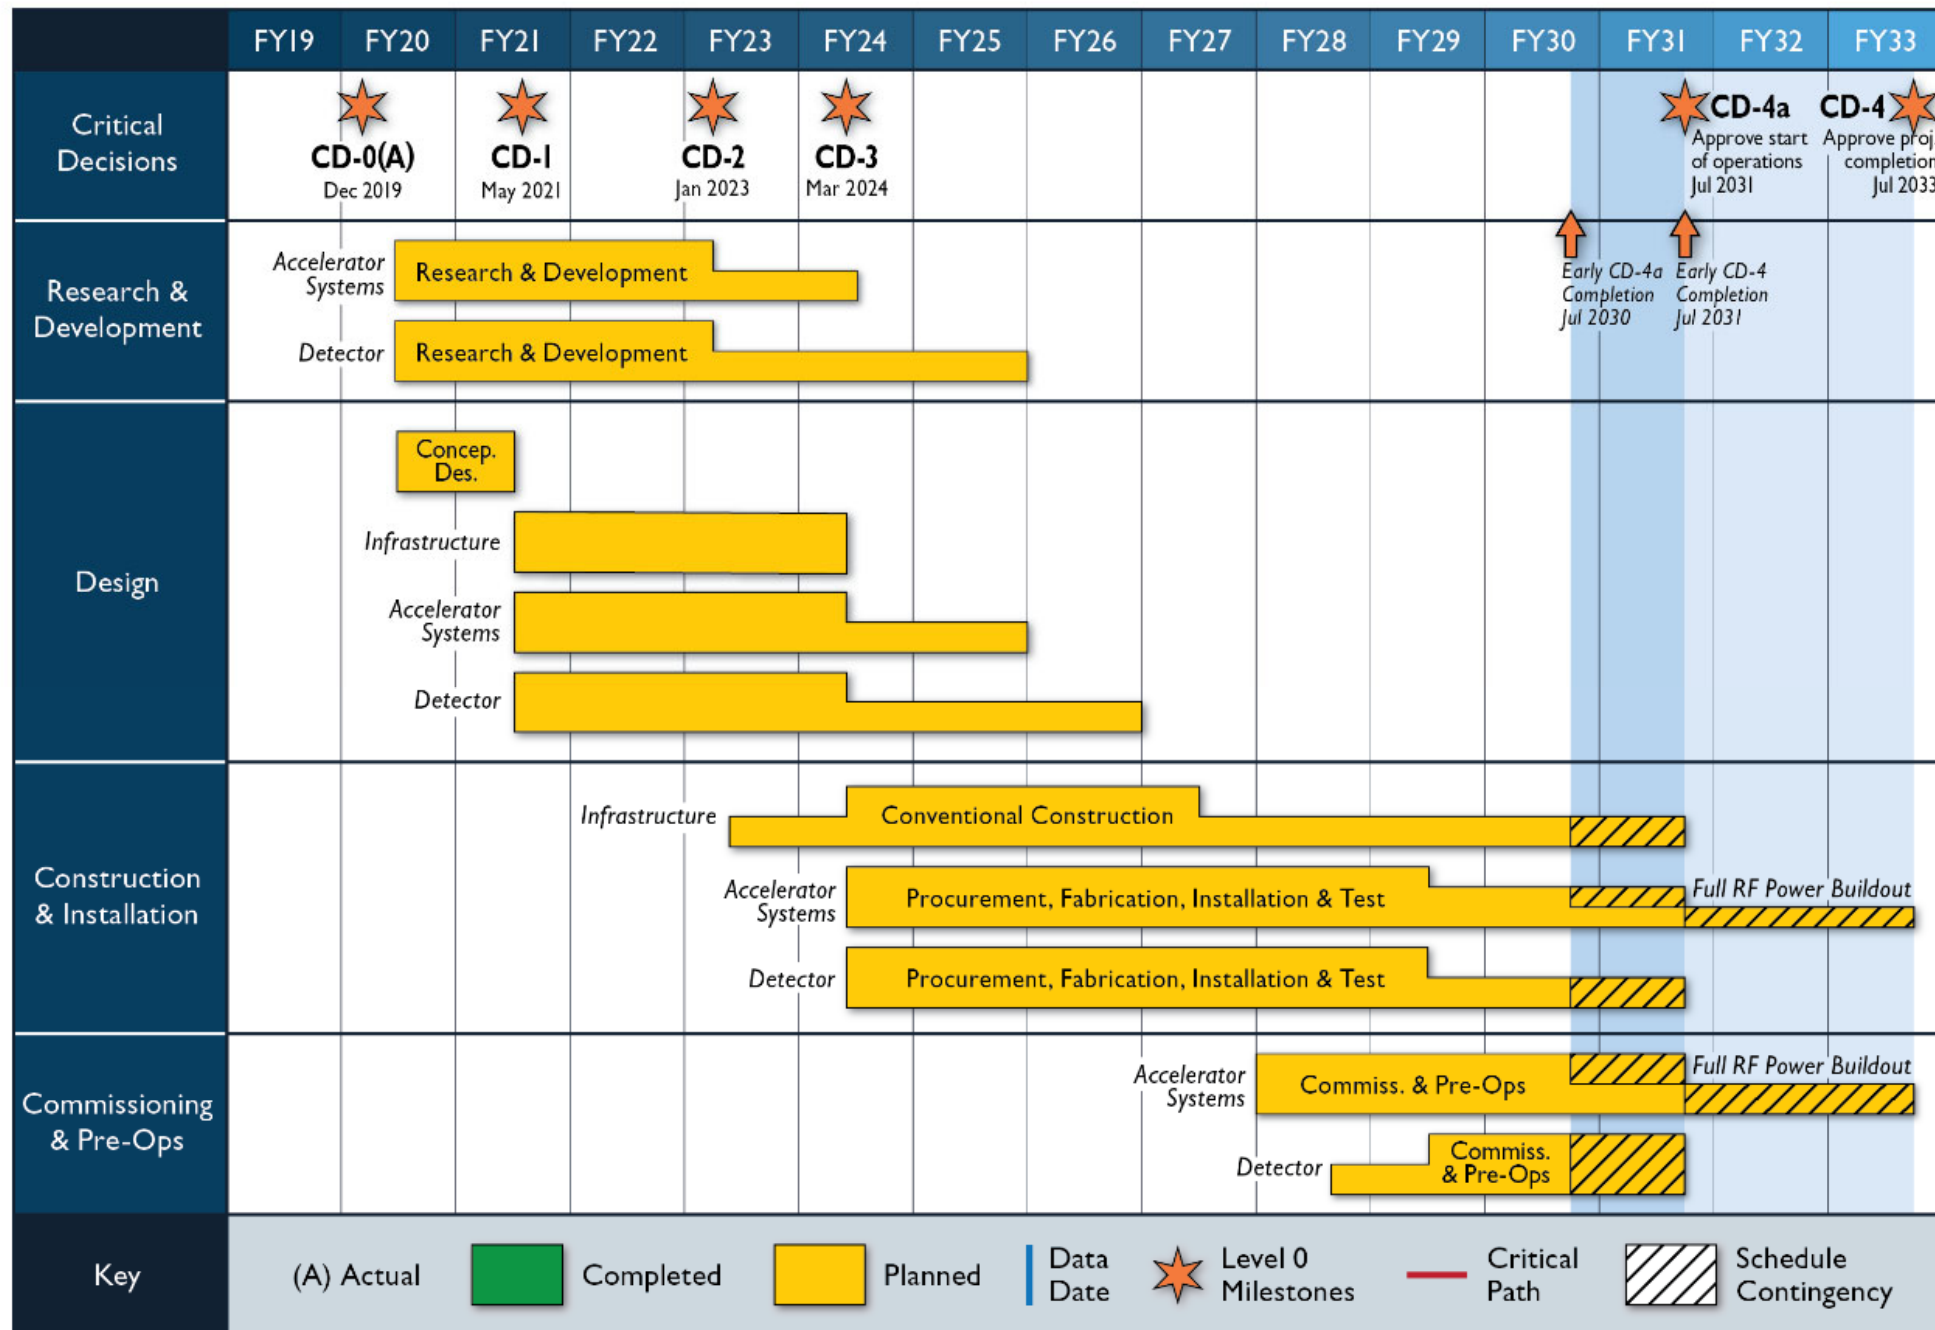 FY19 FY20 FY21 FY22 FY23 FY24 FY25 FY26 FY27 FY28 FY29 FY30 FY31 FY32 FY33
Critical
Decisions
CD-0(A)
Dec 2019
CD-1
May 2021
CD-2
Jan 2023
CD-3
Mar 2024
CD-4a
Approve start
of operations
Jul 2031
CD-4
Approve proj
completion
Jul 2033
Early CD-4a
Completion
Jul 2030
Early CD-4
Completion
Jul 2031
Research &
Development
Accelerator
Systems
Research & Development
Detector
Research & Development
Design
Concep.
Des.
Infrastructure
Accelerator
Systems
Detector
Construction
& Installation
Infrastructure
Conventional Construction
Accelerator
Systems
Procurement, Fabrication, Installation & Test
Full RF Power Buildout
Detector
Procurement, Fabrication, Installation & Test
Commissioning
& Pre-Ops
Accelerator
Systems
Commiss. & Pre-Ops
Full RF Power Buildout
Detector
Commiss.
& Pre-Ops
Key
(A) Actual
Completed
Planned
Data
Date
Level 0
Milestones
Critical
Path
Schedule
Contingency